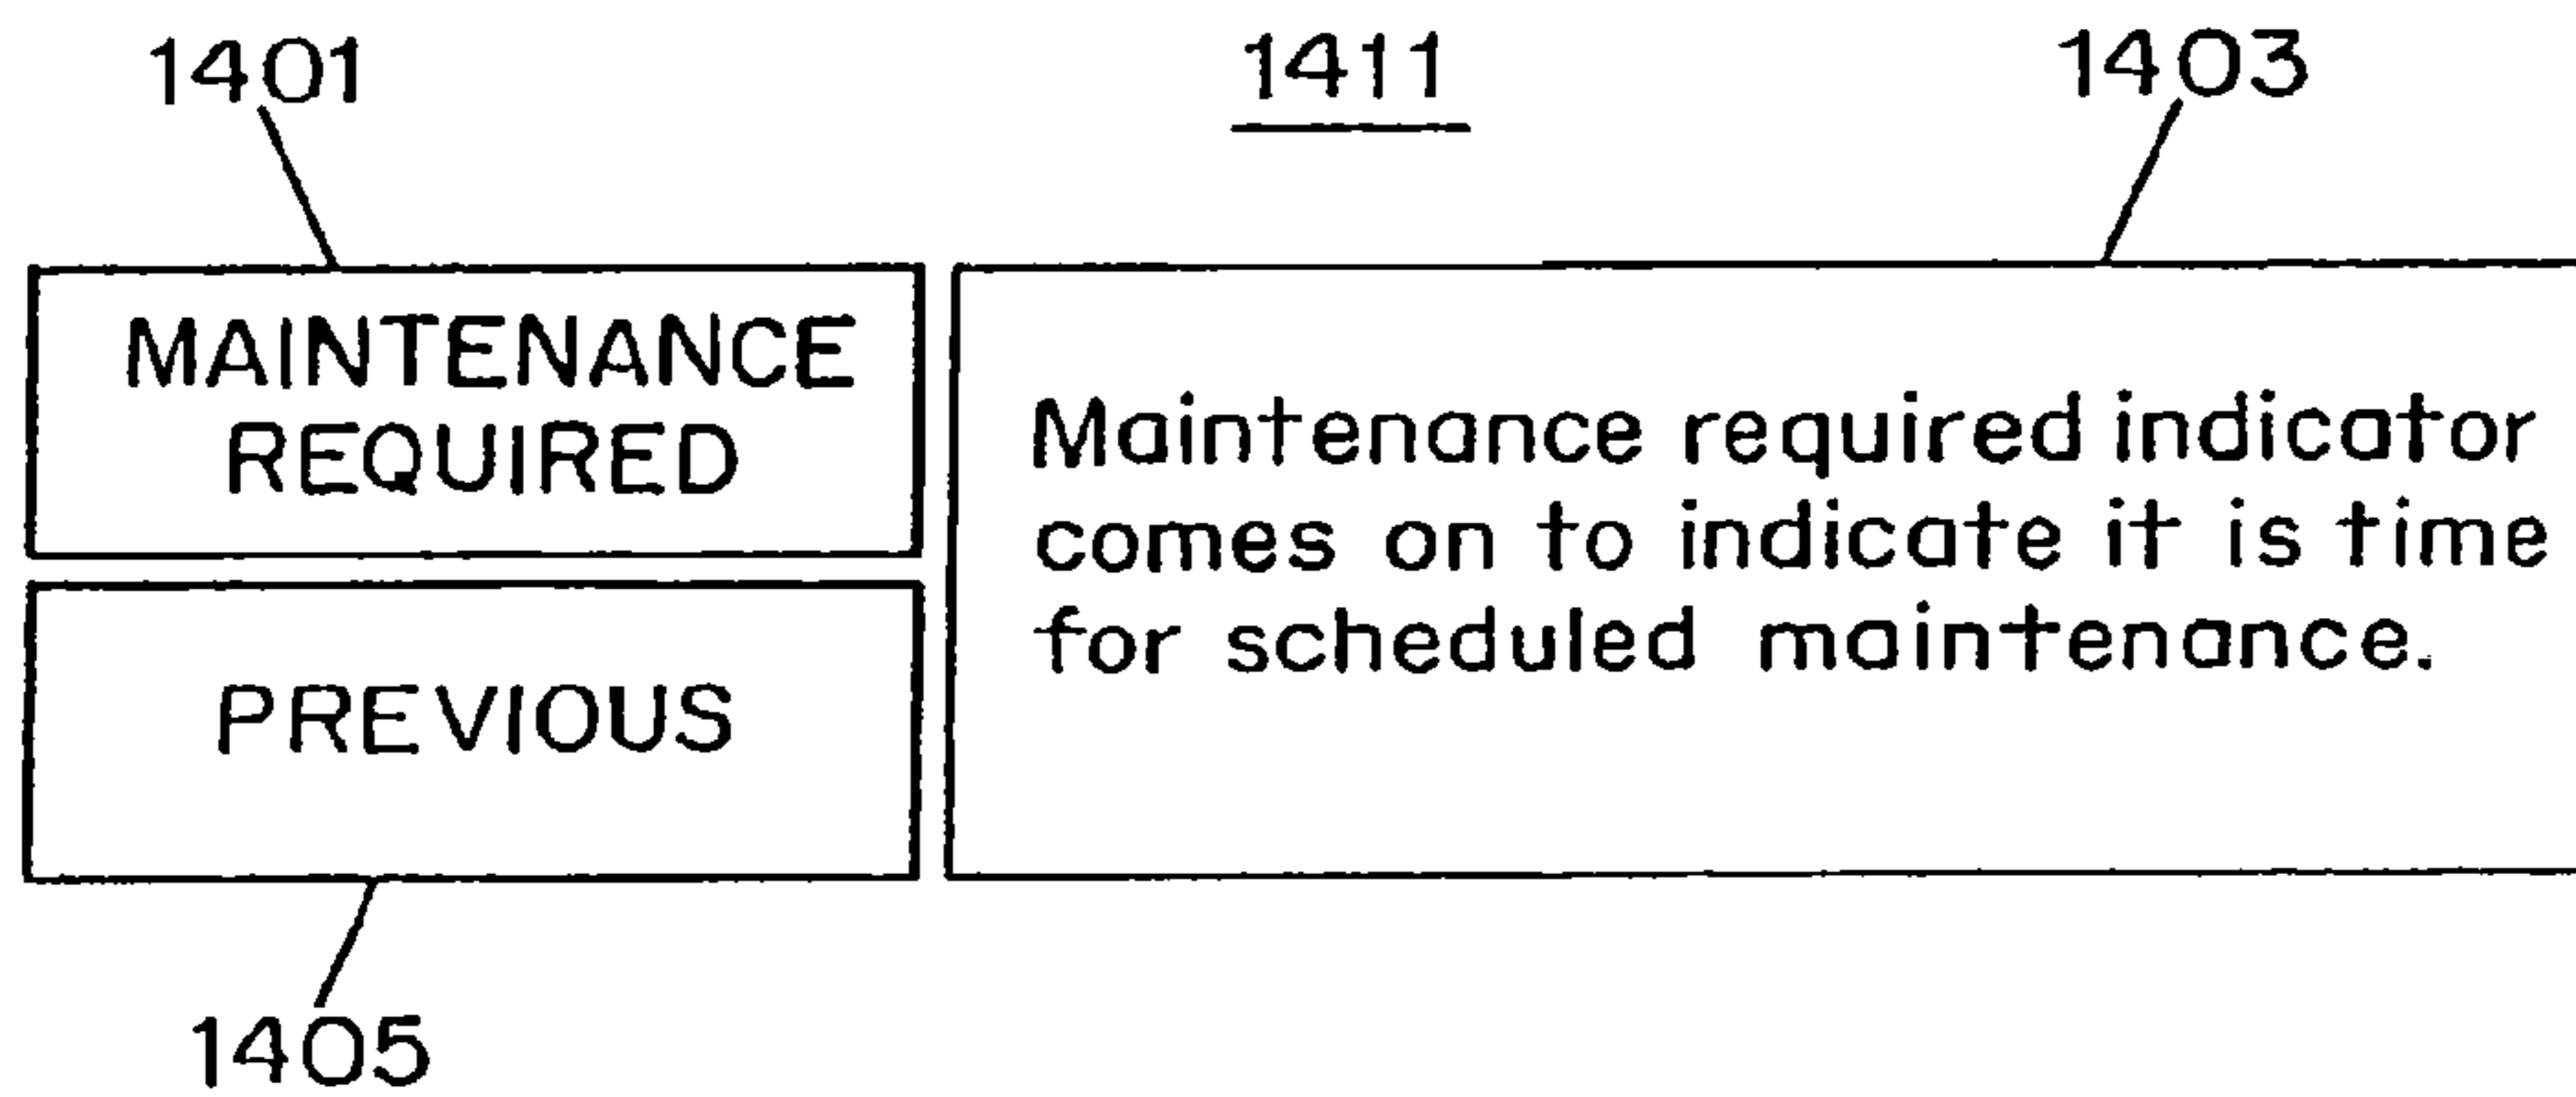 1401
1411
1403
MAINTENANCE
REQUIRED
Maintenance required indicator
comes on to indicate it is time
for scheduled maintenance.
PREVIOUS
1405